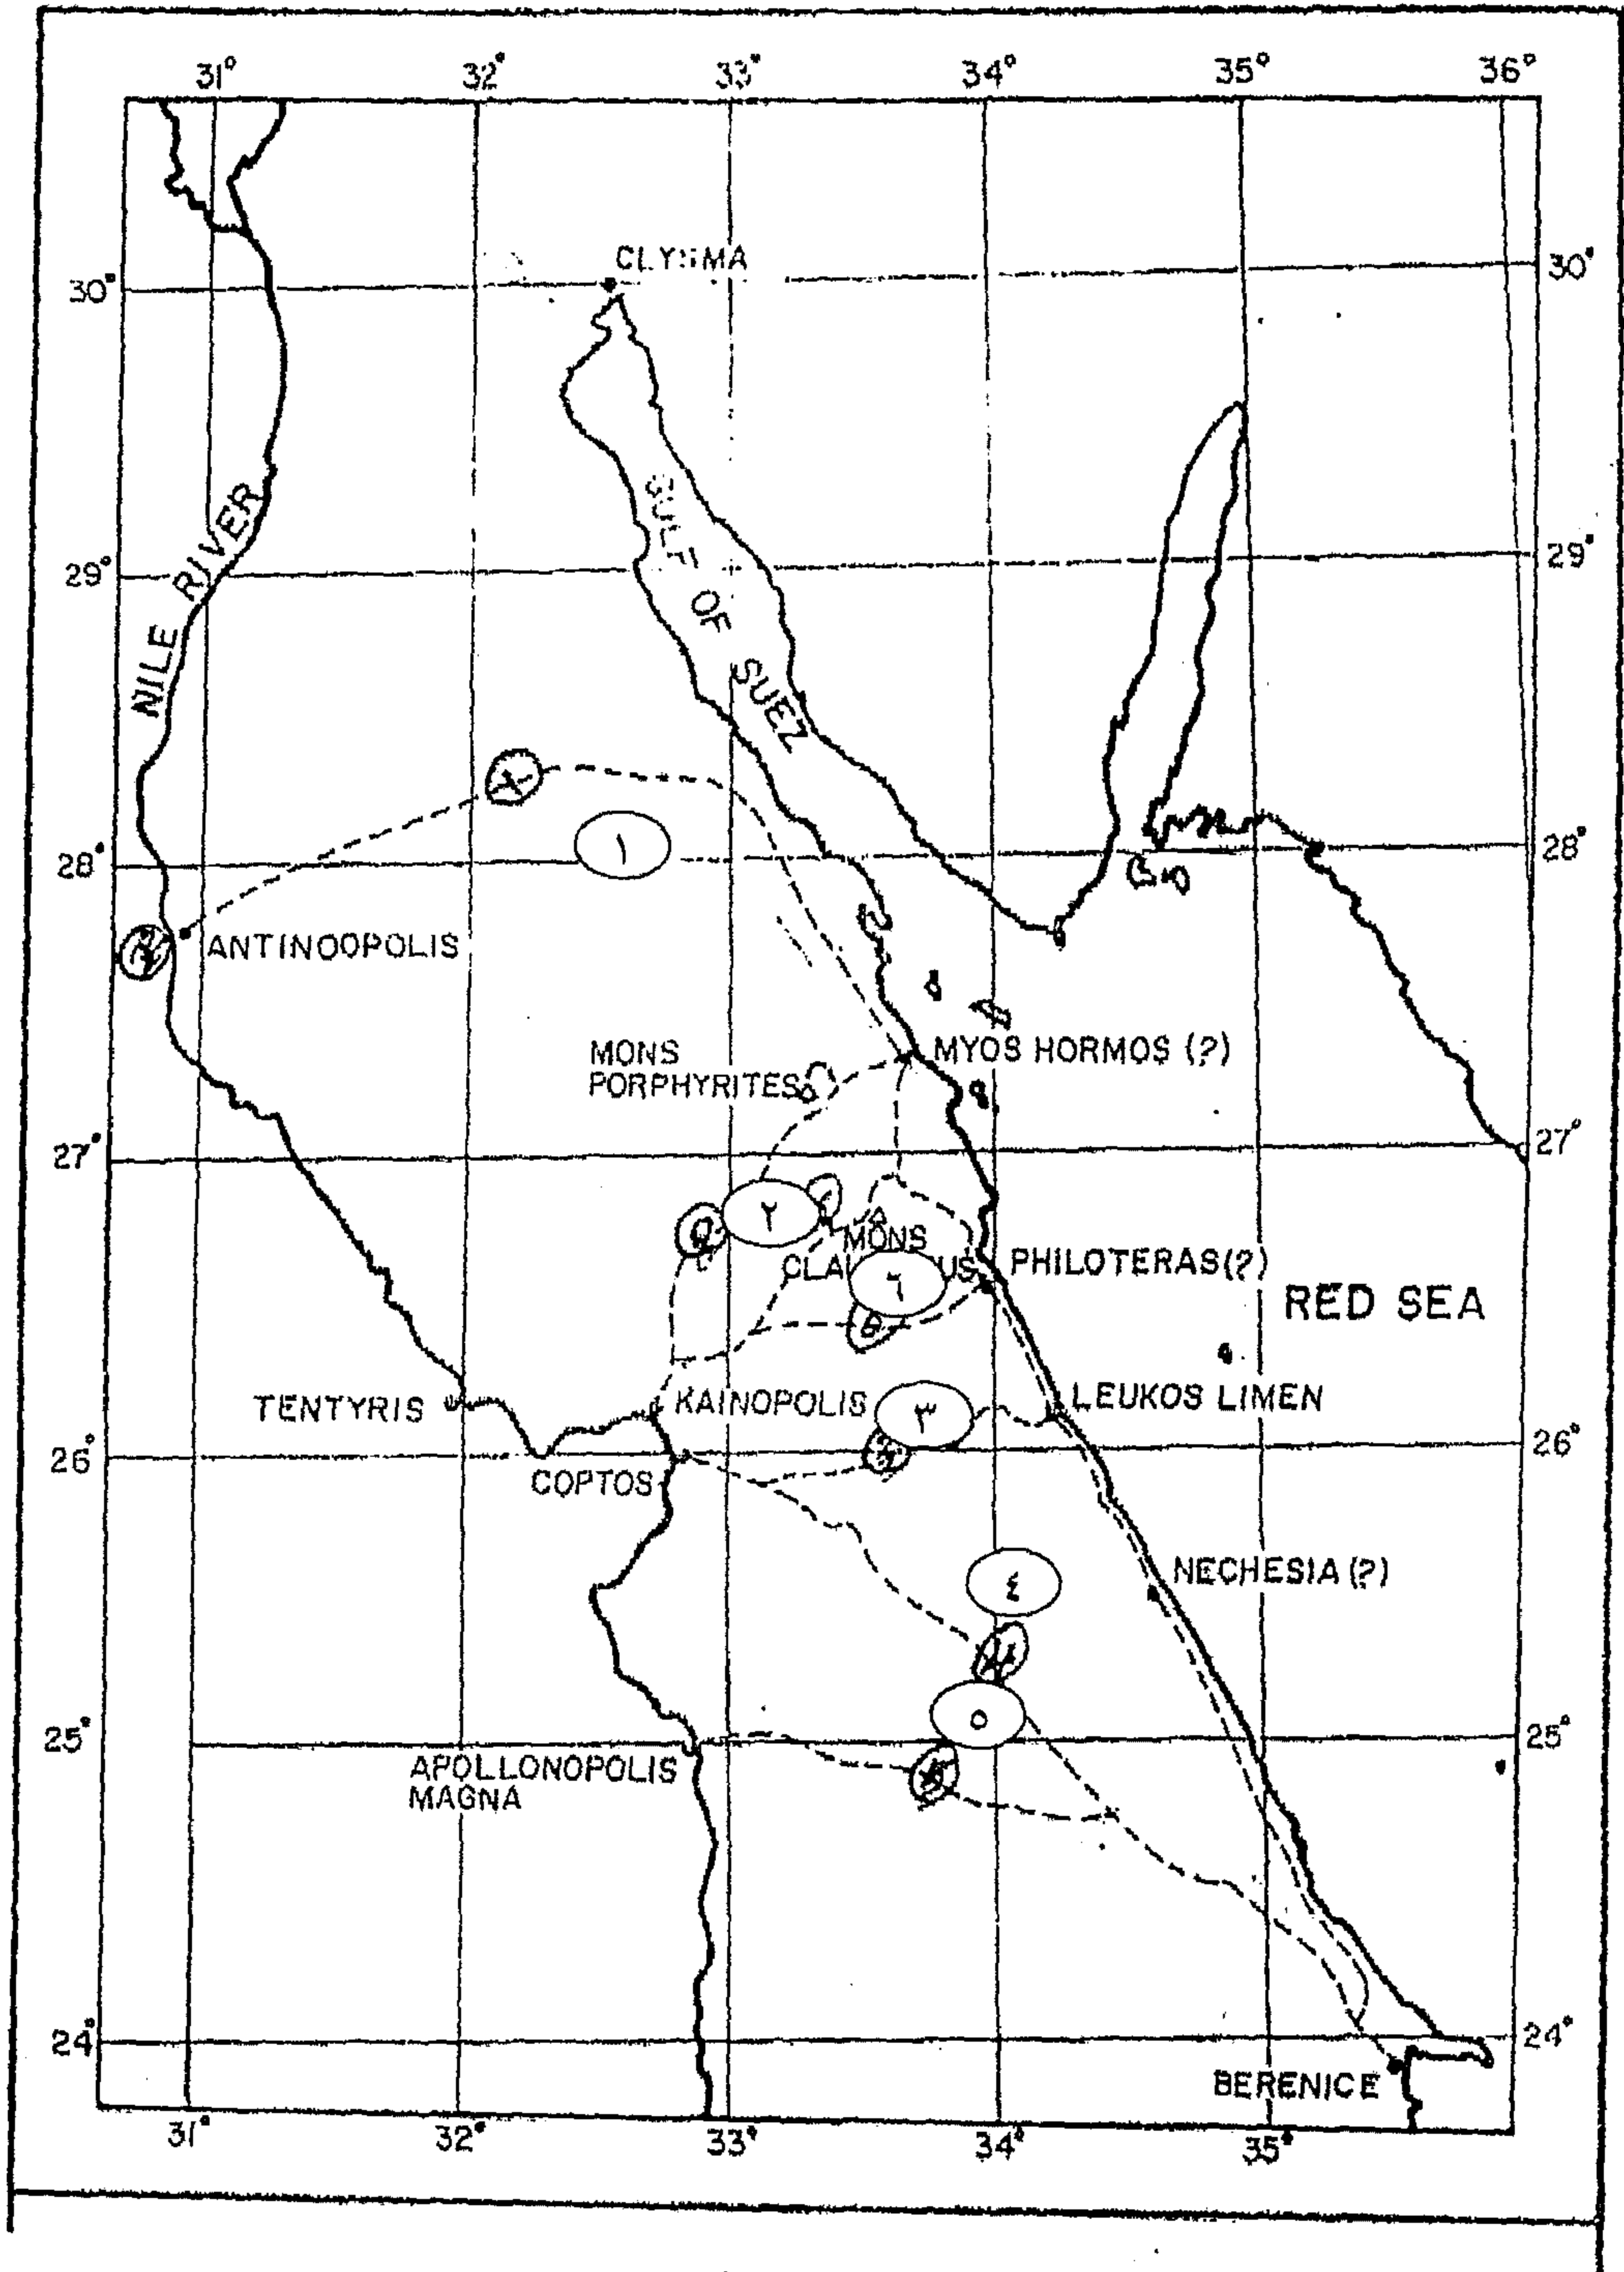 31° 32° 33° 34° 35° 36°
CLYSMA
30° 30°
GULF OF SUEZ
NILE RIVER
29° 29°
١
28° 28°
ANTINOOPOLIS
MONS
PORPHYRITES
MYOS HORMOS (?)
27° 27°
٢
MONS
CLA
US
٦
PHILOTERAS(?)
RED SEA
TENTYRIS
KAINOPOLIS
٣
LEUKOS LIMEN
26° 26°
COPTOS
٤
NECHESIA (?)
٥
25° 25°
APOLLONOPOLIS
MAGNA
24° 24°
BERENICE
31° 32° 33° 34° 35°